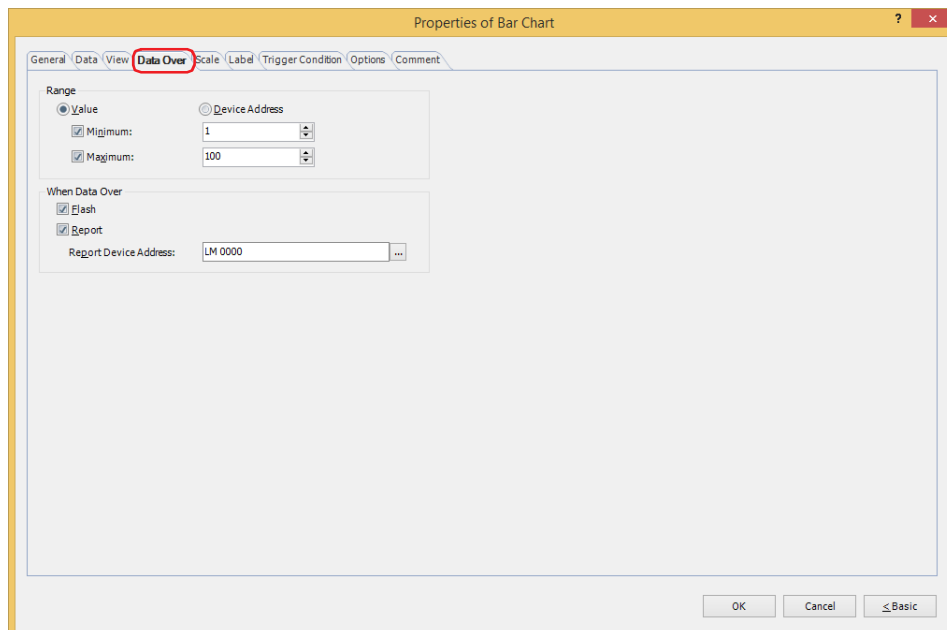 Properties of Bar Chart
? ×
General Data View Data Over Scale Label Trigger Condition Options Comment
Range
Value Device Address
Minimum: 1
Maximum: 100
When Data Over
Flash
Report
Report Device Address: LM 0000 ...
OK Cancel < Basic